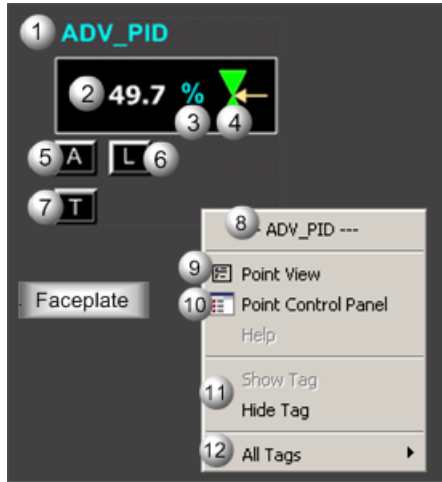 1 ADV_PID
2 49.7 %
3 4
5 A L 6
7 T
8 - ADV_PID ---
9 Point View
Faceplate
10 Point Control Panel
Help
Show Tag
11
Hide Tag
12 All Tags